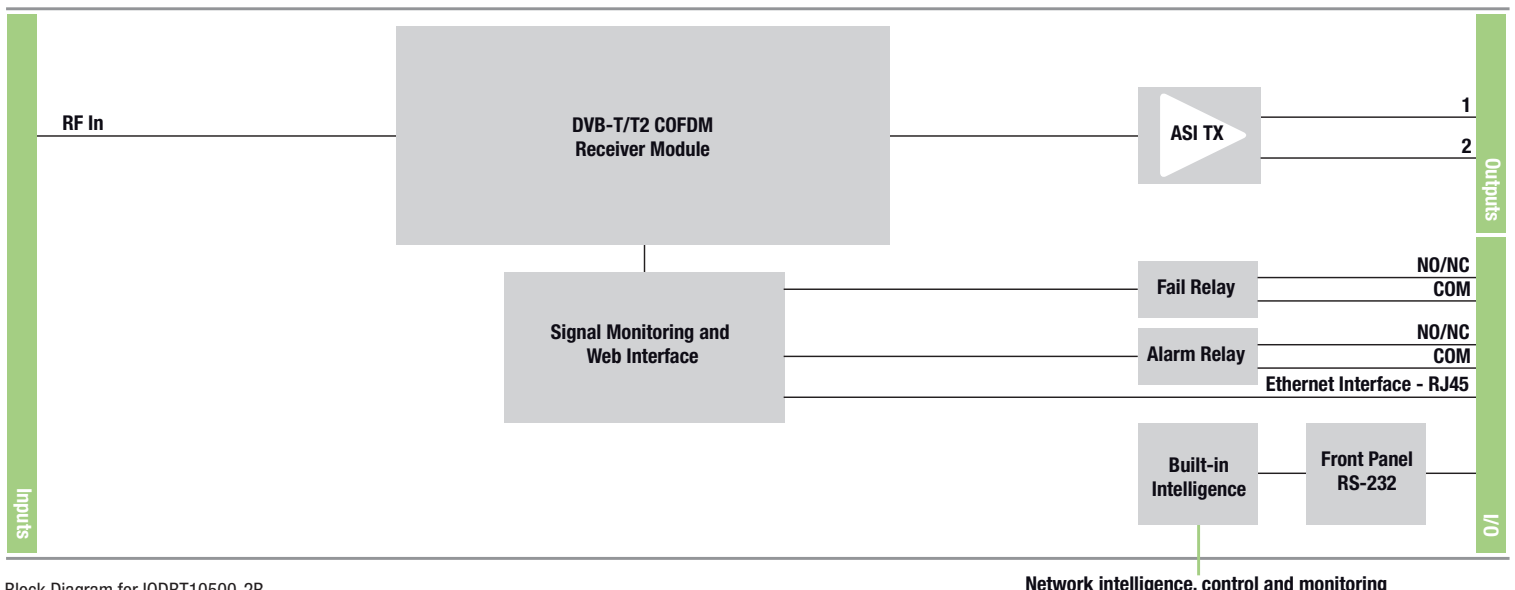 RF In
DVB-T/T2 COFDM
Receiver Module
ASI TX
1
2
Outputs
Signal Monitoring and
Web Interface
Fail Relay
NO/NC
COM
Alarm Relay
NO/NC
COM
Ethernet Interface - RJ45
Built-in
Intelligence
Front Panel
RS-232
Inputs
I/O
Network intelligence, control and monitoring
Block Diagram for IQDBT10500-2B